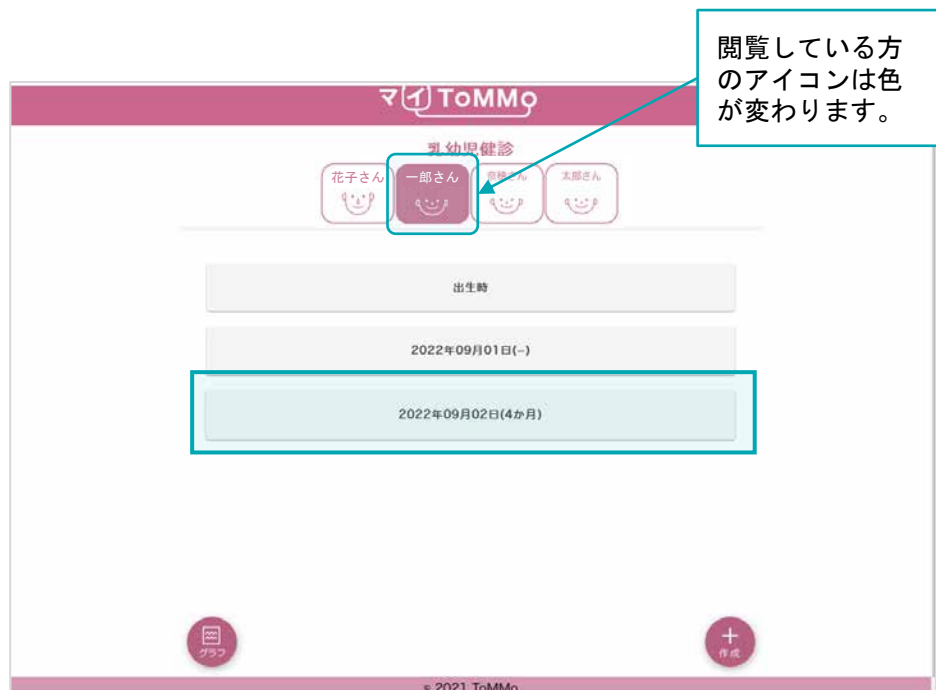 閲覧している方
のアイコンは色
が変わります。
マイToMMo
乳幼児健診
花子さん
一郎さん
奈穂さん
太郎さん
出生時
2022年09月01日(−)
2022年09月02日(4か月)
グラフ
作成
© 2021 ToMMo